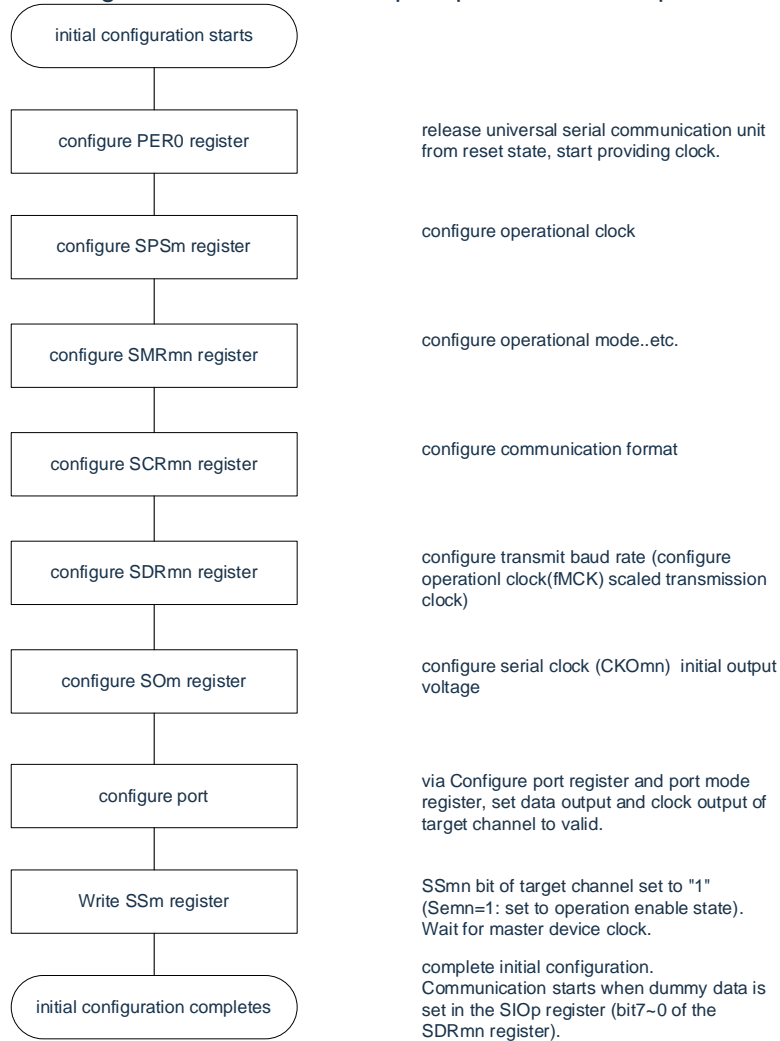 initial configuration starts
configure PER0 register
release universal serial communication unit
from reset state, start providing clock.
configure SPSm register
configure operational clock
configure SMRmn register
configure operational mode..etc.
configure SCRmn register
configure communication format
configure SDRmn register
configure transmit baud rate (configure
operationl clock(fMCK) scaled transmission
clock)
configure SOm register
configure serial clock (CKOmn)  initial output
voltage
configure port
via Configure port register and port mode
register, set data output and clock output of
target channel to valid.
Write SSm register
SSmn bit of target channel set to "1"
(Semn=1: set to operation enable state).
Wait for master device clock.
initial configuration completes
complete initial configuration.
Communication starts when dummy data is
set in the SIOp register (bit7~0 of the
SDRmn register).